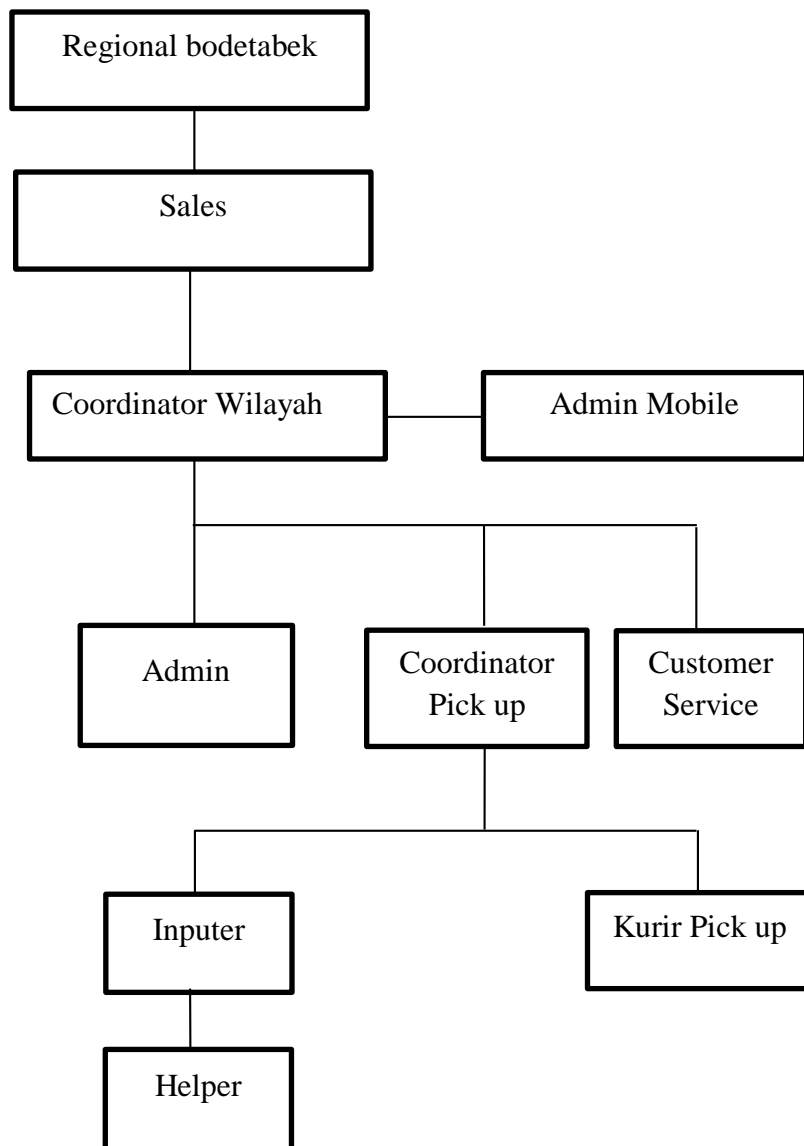 Regional bodetabek
Sales
Coordinator Wilayah
Admin Mobile
Admin
Coordinator
Pick up
Customer
Service
Inputer
Kurir Pick up
Helper